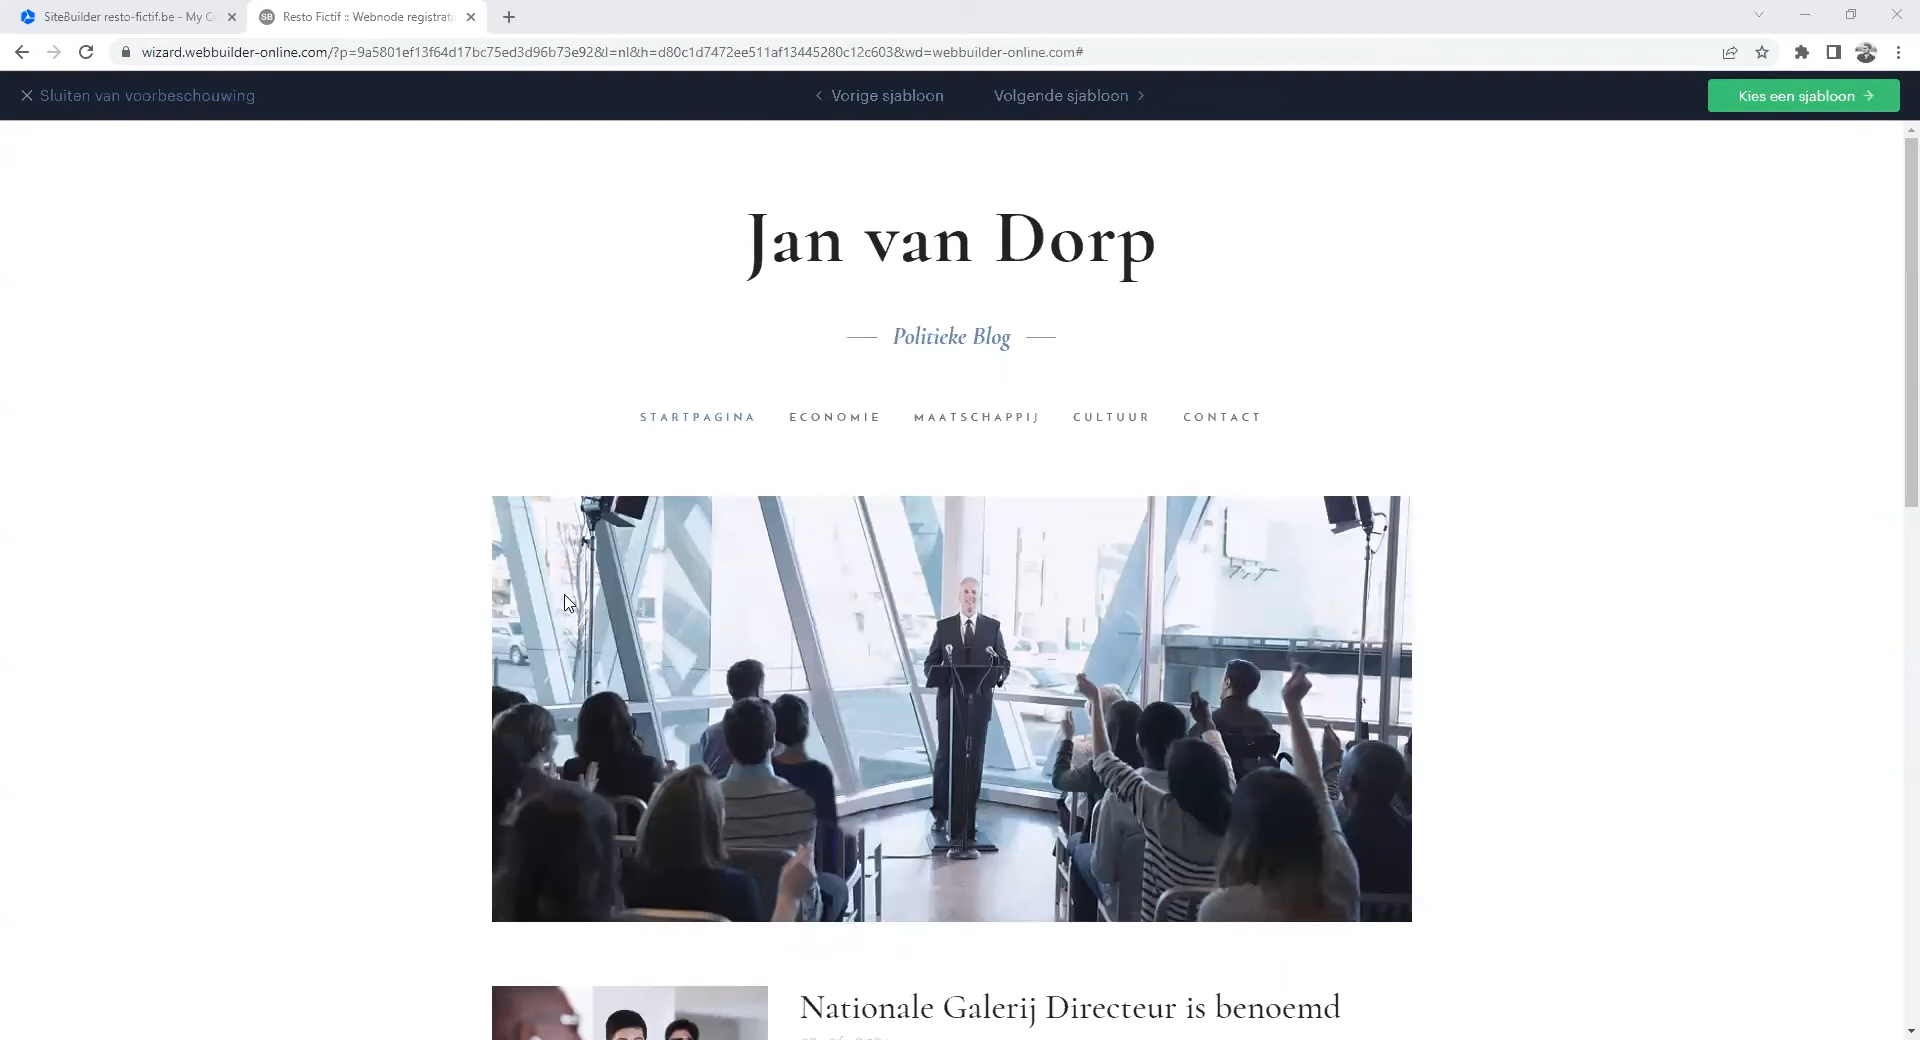 SiteBuilder resto-fictif.be - My
SB Resto Fictif :: Webnode registrati
wizard.webbuilder-online.com/?p=9a5801ef13f64d17bc75ed3d96b73e92&l=nl&h=d80c1d7472ee511af13445280c12c603&wd=webbuilder-online.com#
Sluiten van voorbeschouwing
Vorige sjabloon
Volgende sjabloon
Kies een sjabloon
Jan van Dorp
Politieke Blog
STARTPAGINA ECONOMIE MAATSCHAPPIJ CULTUUR CONTACT
Nationale Galerij Directeur is benoemd